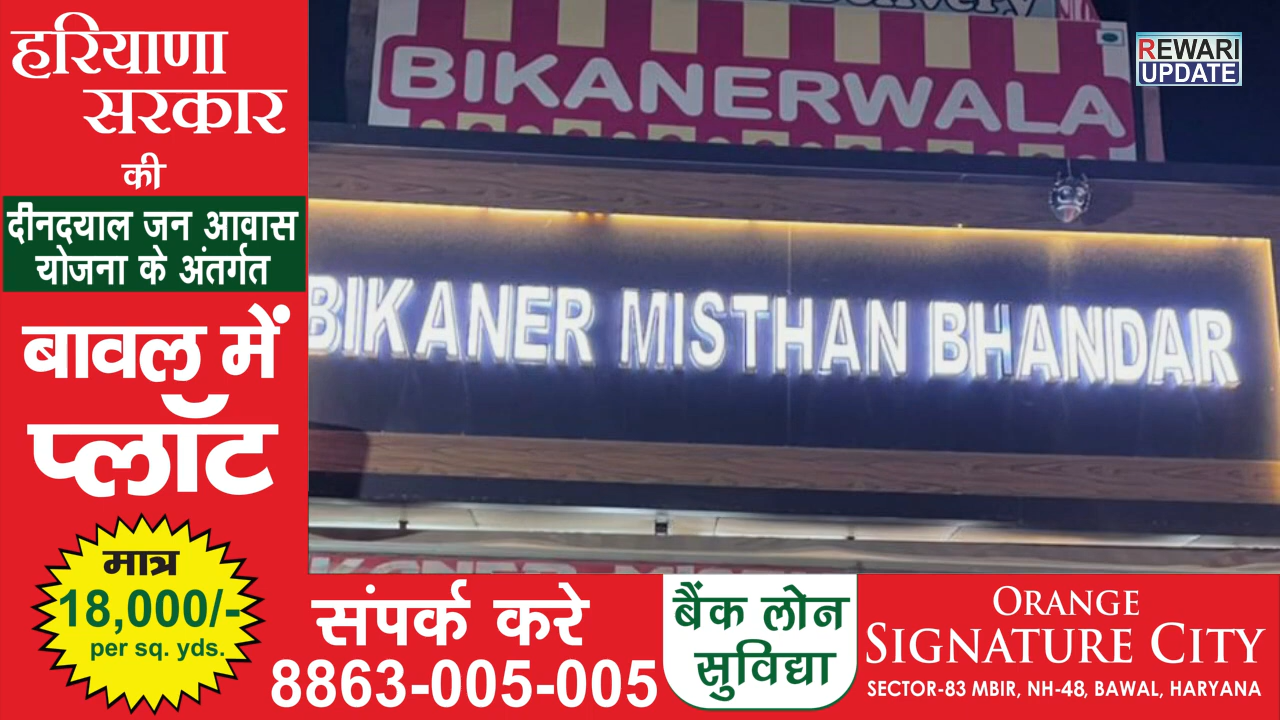 हरियाणा
सरकार
की
दीनदयाल जन आवास
योजना के अंतर्गत
बावल में
प्लॉट
मात्र
18,000/-
per sq. yds.
Delivery
BIKANERWALA
REWARI
UPDATE
BIKANER MISTHAN BHANDAR
संपर्क करे
8863-005-005
बैंक लोन
सुविद्या
ORANGE
SIGNATURE CITY
SECTOR-83 MBIR, NH-48, BAWAL, HARYANA